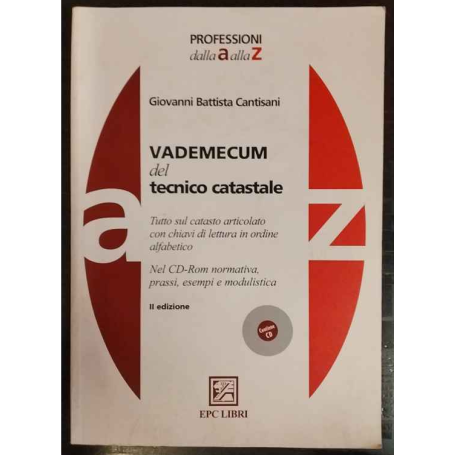 PROFESSIONI
dalla a alla z
Giovanni Battista Cantisani
VADEMECUM
del
tecnico catastale
a z
Tutto sul catasto articolato
con chiavi di lettura in ordine
alfabetico
Nel CD-Rom normativa,
prassi, esempi e modulistica
II edizione
Contiene
CD
EPC LIBRI